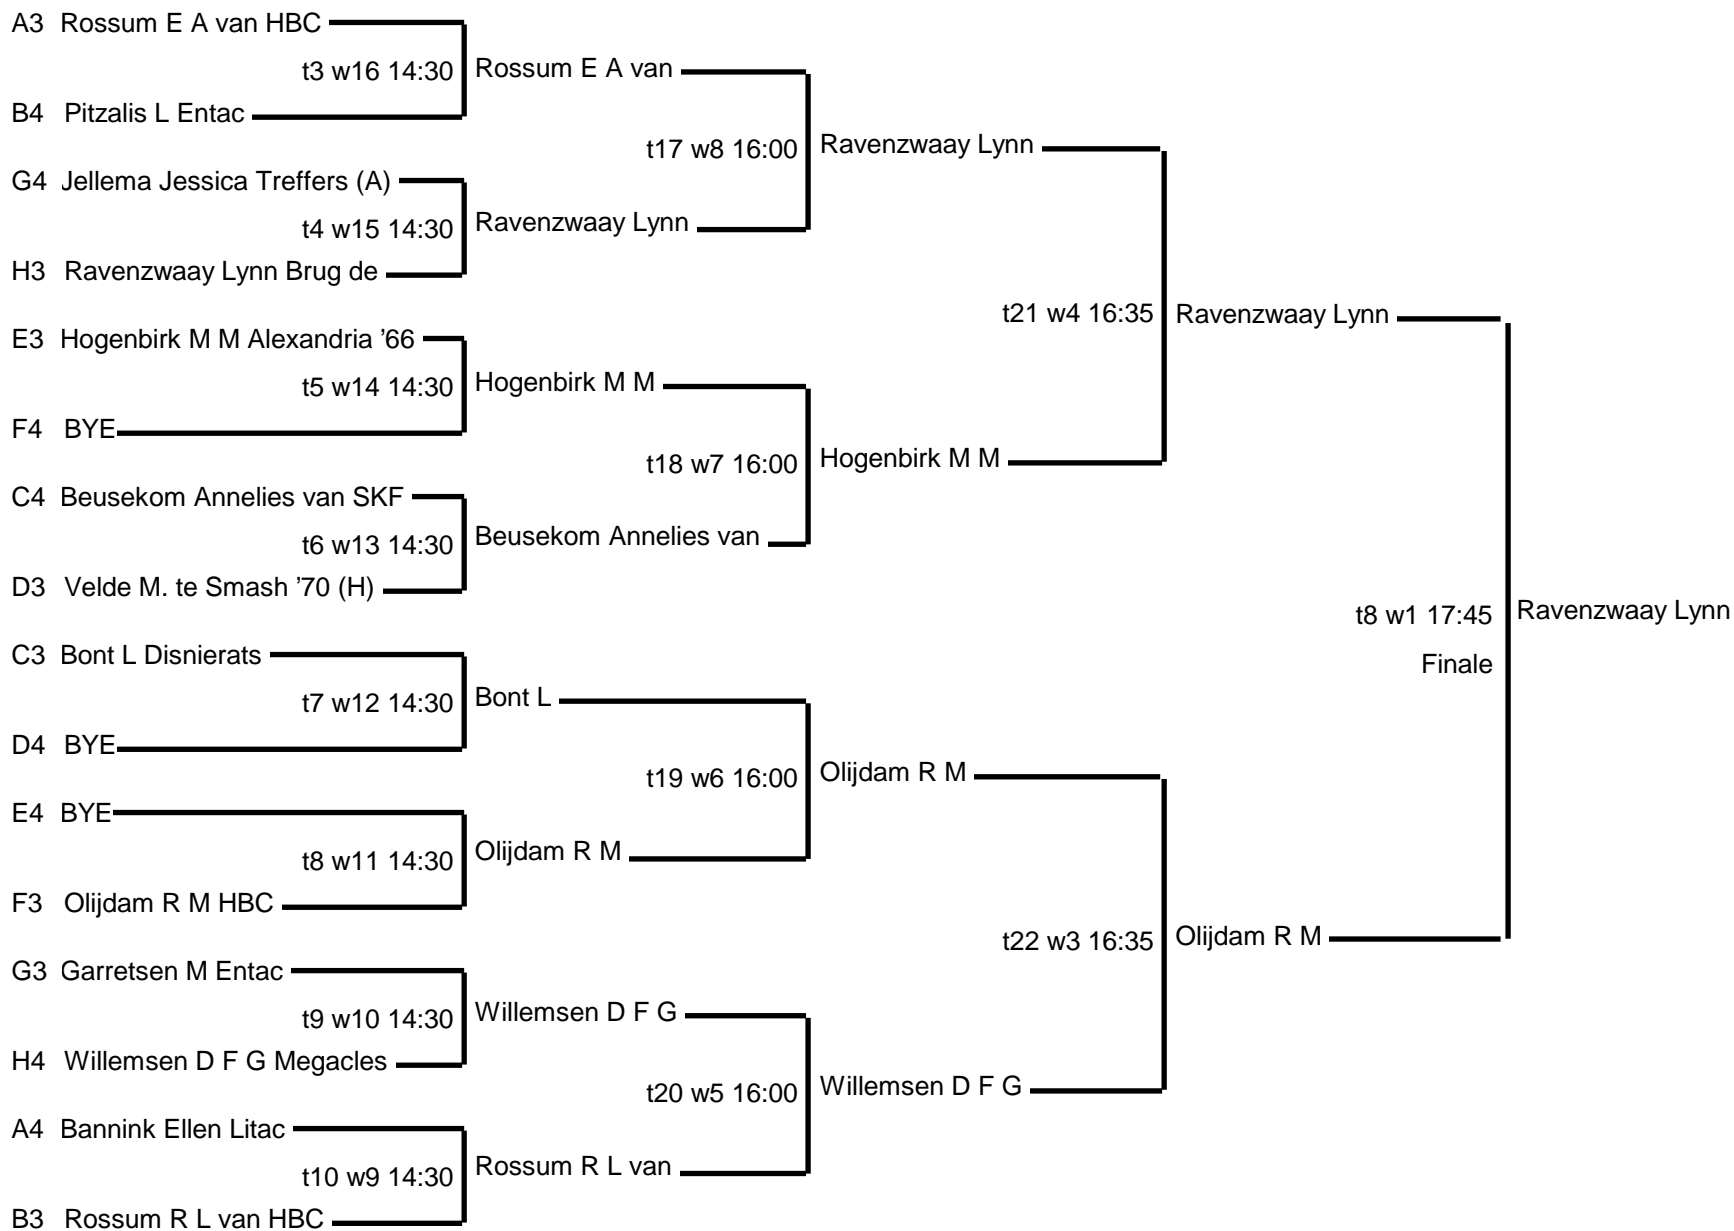 A3 Rossum E A van HBC
t3 w16 14:30
Rossum E A van
B4 Pitzalis L Entac
t17 w8 16:00
Ravenzwaay Lynn
G4 Jellema Jessica Treffers (A)
t4 w15 14:30
Ravenzwaay Lynn
H3 Ravenzwaay Lynn Brug de
t21 w4 16:35
Ravenzwaay Lynn
E3 Hogenbirk M M Alexandria '66
t5 w14 14:30
Hogenbirk M M
F4 BYE
t18 w7 16:00
Hogenbirk M M
C4 Beusekom Annelies van SKF
t6 w13 14:30
Beusekom Annelies van
D3 Velde M. te Smash '70 (H)
t8 w1 17:45
Ravenzwaay Lynn
Finale
C3 Bont L Disnierats
t7 w12 14:30
Bont L
D4 BYE
t19 w6 16:00
Olijdam R M
E4 BYE
t8 w11 14:30
Olijdam R M
F3 Olijdam R M HBC
t22 w3 16:35
Olijdam R M
G3 Garretsen M Entac
t9 w10 14:30
Willemsen D F G
H4 Willemsen D F G Megacles
t20 w5 16:00
Willemsen D F G
A4 Bannink Ellen Litac
t10 w9 14:30
Rossum R L van
B3 Rossum R L van HBC